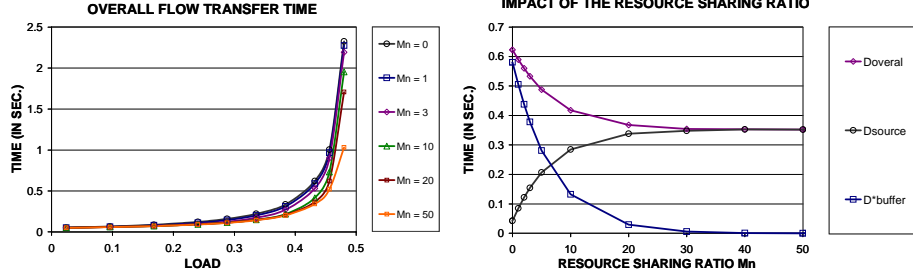 OVERALL FLOW TRANSFER TIME
TIME (IN SEC.)
2.5
2
1.5
1
0.5
0
0 0.1 0.2 0.3 0.4 0.5
LOAD
Mn = 0
Mn = 1
Mn = 3
Mn = 10
Mn = 20
Mn = 50
IMPACT OF THE RESOURCE SHARING RATIO
TIME (IN SEC.)
0.7
0.6
0.5
0.4
0.3
0.2
0.1
0
0 10 20 30 40 50
RESOURCE SHARING RATIO Mn
Doveral
Dsource
D*buffer